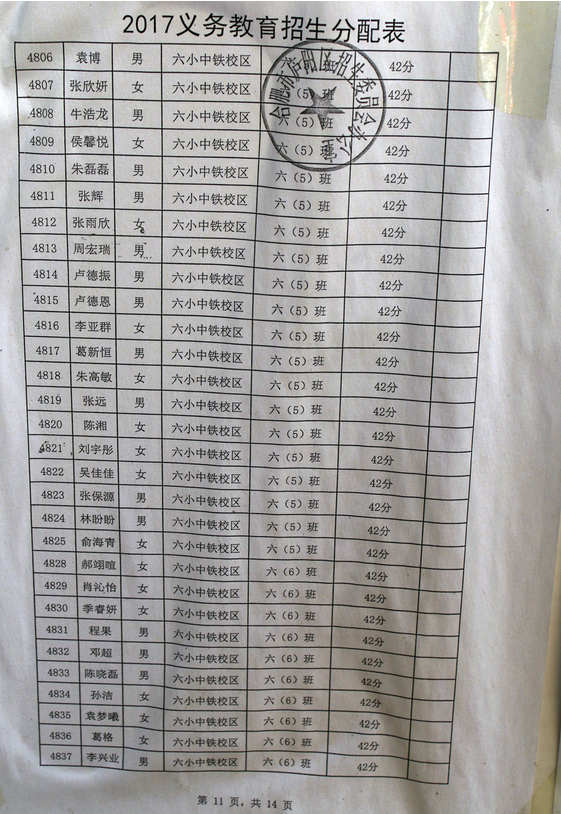 2017义务教育招生分配表
4806 袁博 男 六小中铁校区 班 42分
4807 张欣妍 女 六小中铁校区 (5)班 42分
4808 牛浩龙 男 六小中铁校区 六(5)班 42分
4809 侯馨悦 女 六小中铁校区 六(5)班 42分
4810 朱磊磊 男 六小中铁校区 六(5)班 42分
4811 张辉 男 六小中铁校区 六(5)班 42分
4812 张雨欣 女 六小中铁校区 六(5)班 42分
4813 周宏瑞 男 六小中铁校区 六(5)班 42分
4814 卢德振 男 六小中铁校区 六(5)班 42分
4815 卢德恩 男 六小中铁校区 六(5)班 42分
4816 李亚群 女 六小中铁校区 六(5)班 42分
4817 葛新恒 男 六小中铁校区 六(5)班 42分
4818 朱高敏 女 六小中铁校区 六(5)班 42分
4819 张远 男 六小中铁校区 六(5)班 42分
4820 陈湘 女 六小中铁校区 六(5)班 42分
4821 刘宇彤 女 六小中铁校区 六(5)班 42分
4822 吴佳佳 女 六小中铁校区 六(5)班 42分
4823 张保源 男 六小中铁校区 六(5)班 42分
4824 林盼盼 男 六小中铁校区 六(5)班 42分
4825 俞海青 女 六小中铁校区 六(5)班 42分
4828 郝翊暄 女 六小中铁校区 六(6)班 42分
4829 肖沁怡 女 六小中铁校区 六(6)班 42分
4830 季睿妍 女 六小中铁校区 六(6)班 42分
4831 程果 男 六小中铁校区 六(6)班 42分
4832 邓超 男 六小中铁校区 六(6)班 42分
4833 陈晓磊 男 六小中铁校区 六(6)班 42分
4834 孙洁 女 六小中铁校区 六(6)班 42分
4835 袁梦曦 女 六小中铁校区 六(6)班 42分
4836 葛格 女 六小中铁校区 六(6)班 42分
4837 李兴业 男 六小中铁校区 六(6)班 42分
合肥市 区招生委员会办公室
第 11 页，共 14 页